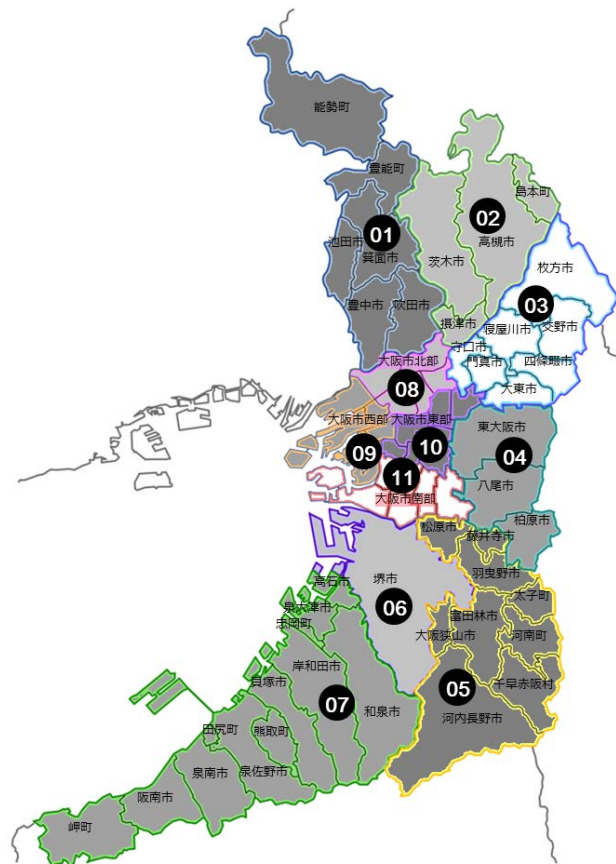 能勢町
豊能町
島本町
02
01
池田市
高槻市
箕面市
茨木市
枚方市
豊中市
吹田市
03
摂津市
寝屋川市
交野市
守口市
門真市
四條畷市
大阪市北部
08
大東市
大阪市西部
大阪市東部
東大阪市
10
09
04
11
八尾市
大阪市南部
柏原市
松原市
藤井寺市
高石市
堺市
羽曳野市
泉大津市
太子町
忠岡町
06
富田林市
大阪狭山市
河南町
岸和田市
貝塚市
05
千早赤阪村
07
和泉市
河内長野市
田尻町
熊取町
泉南市
泉佐野市
阪南市
岬町